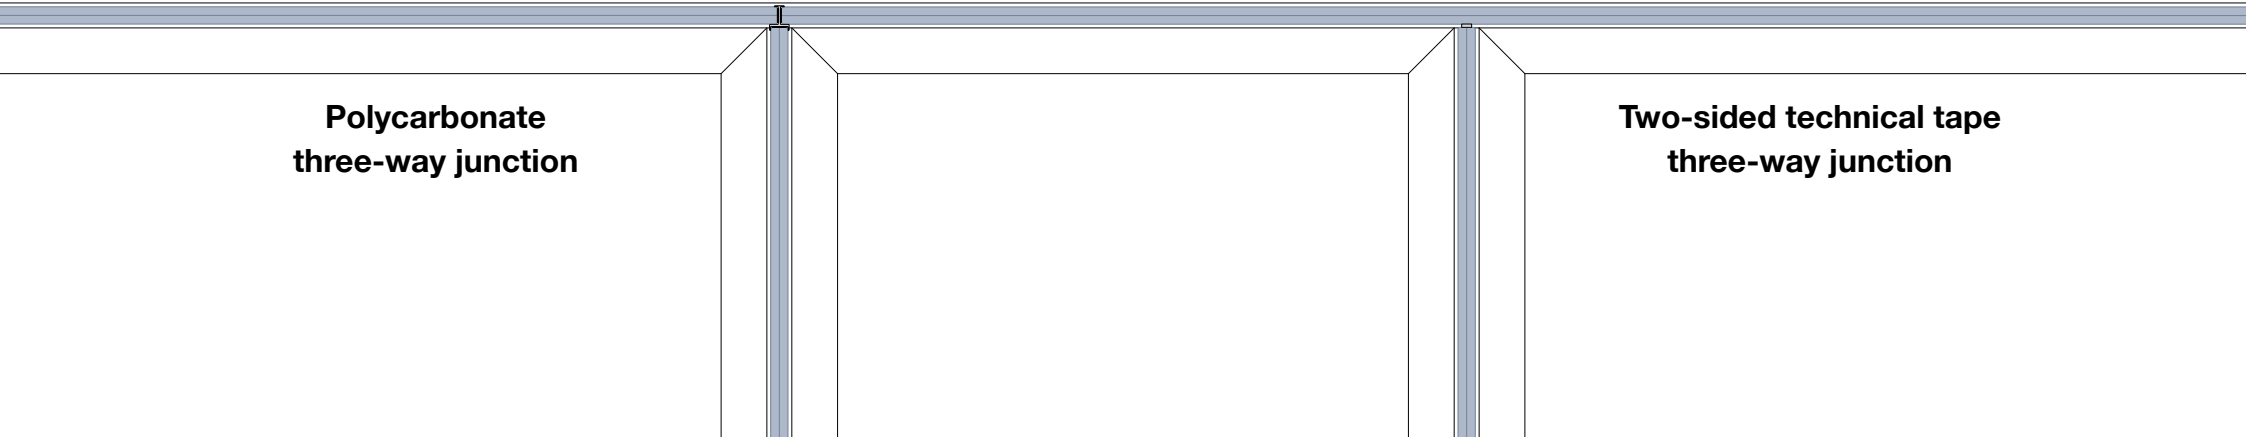 Polycarbonate
three-way junction
Two-sided technical tape
three-way junction